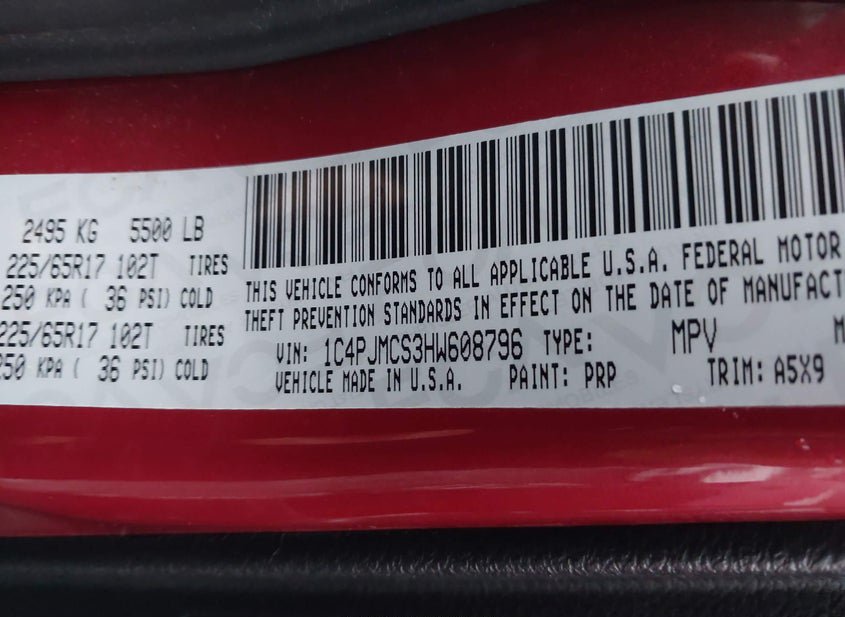 2495 KG 5500 LB
225/65R17 102T TIRES
250 KPA ( 36 PSI) COLD
225/65R17 102T TIRES
250 KPA ( 36 PSI) COLD
THIS VEHICLE CONFORMS TO ALL APPLICABLE U.S.A. FEDERAL MOTOR
THEFT PREVENTION STANDARDS IN EFFECT ON THE DATE OF MANUFACT
VIN: 1C4PJMCS3HW608796 TYPE: MPV M
VEHICLE MADE IN U.S.A. PAINT: PRP TRIM: A5X9